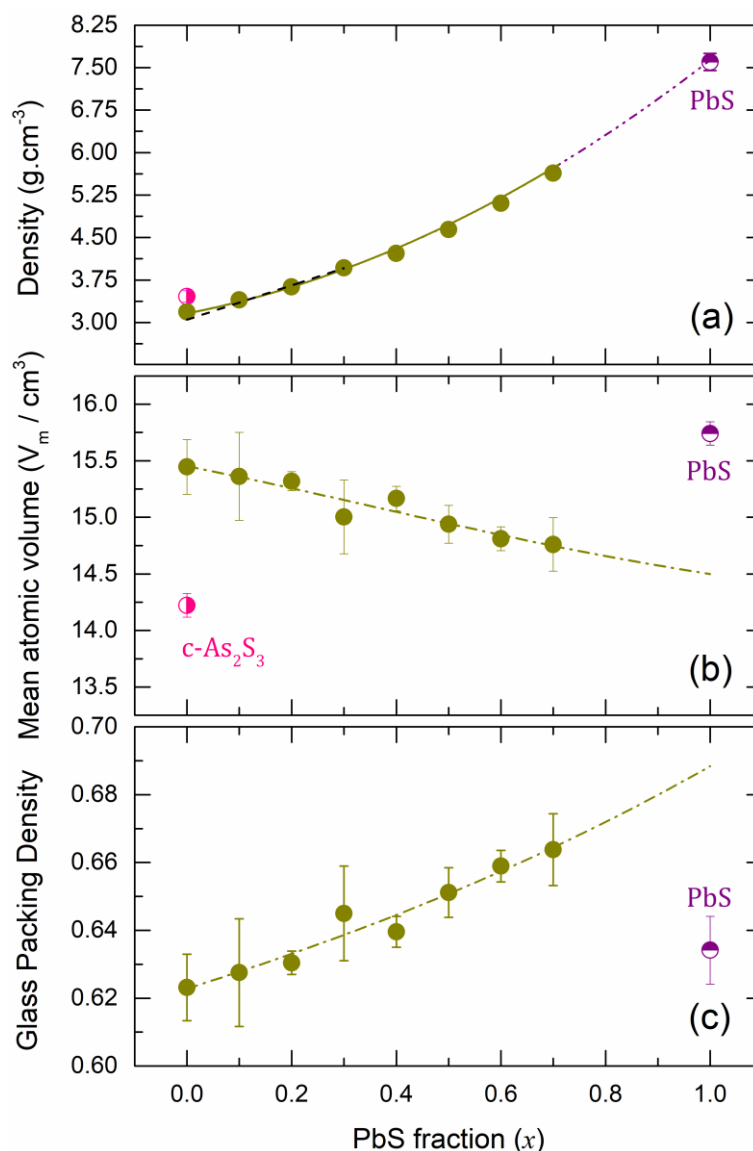 Density (g.cm-3)
8.25
7.50
6.75
6.00
5.25
4.50
3.75
3.00
PbS
(a)
Mean atomic volume (Vm / cm3)
16.0
15.5
15.0
14.5
14.0
13.5
PbS
c-As2S3
(b)
Glass Packing Density
0.70
0.68
0.66
0.64
0.62
0.60
PbS
(c)
0.0 0.2 0.4 0.6 0.8 1.0
PbS fraction (x)